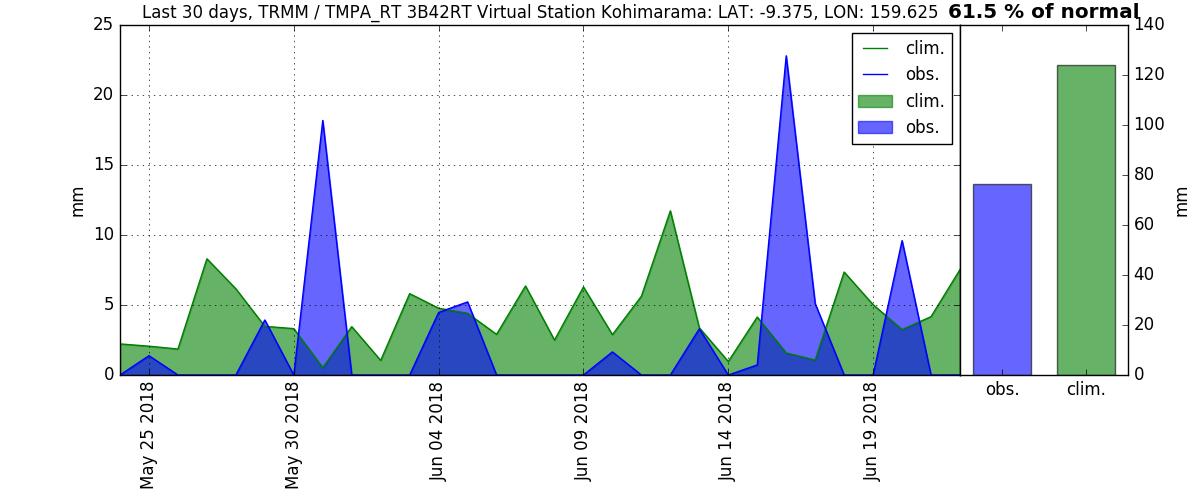 Last 30 days, TRMM / TMPA_RT 3B42RT Virtual Station Kohimarama: LAT: -9.375, LON: 159.625 61.5 % of normal
25
20
15
10
5
0
mm
clim.
obs.
clim.
obs.
May 25 2018
May 30 2018
Jun 04 2018
Jun 09 2018
Jun 14 2018
Jun 19 2018
140
120
100
80
60
40
20
0
mm
obs.
clim.